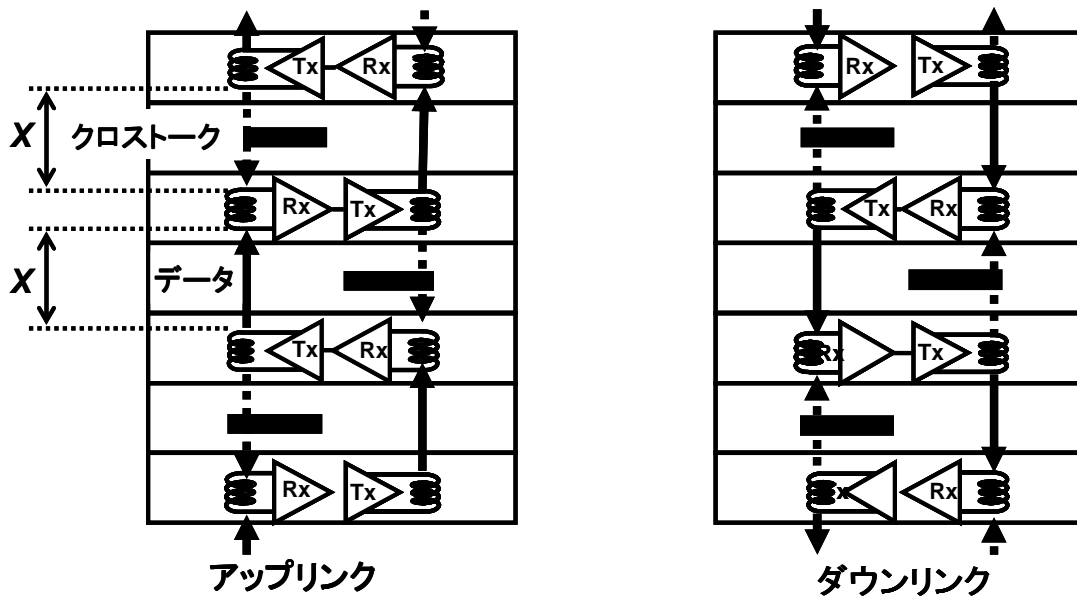 Tx Rx Rx Tx
X クロストーク
Rx Tx Tx Rx
X データ
Tx Rx Rx Tx
Rx Tx x Rx
アップリンク ダウンリンク